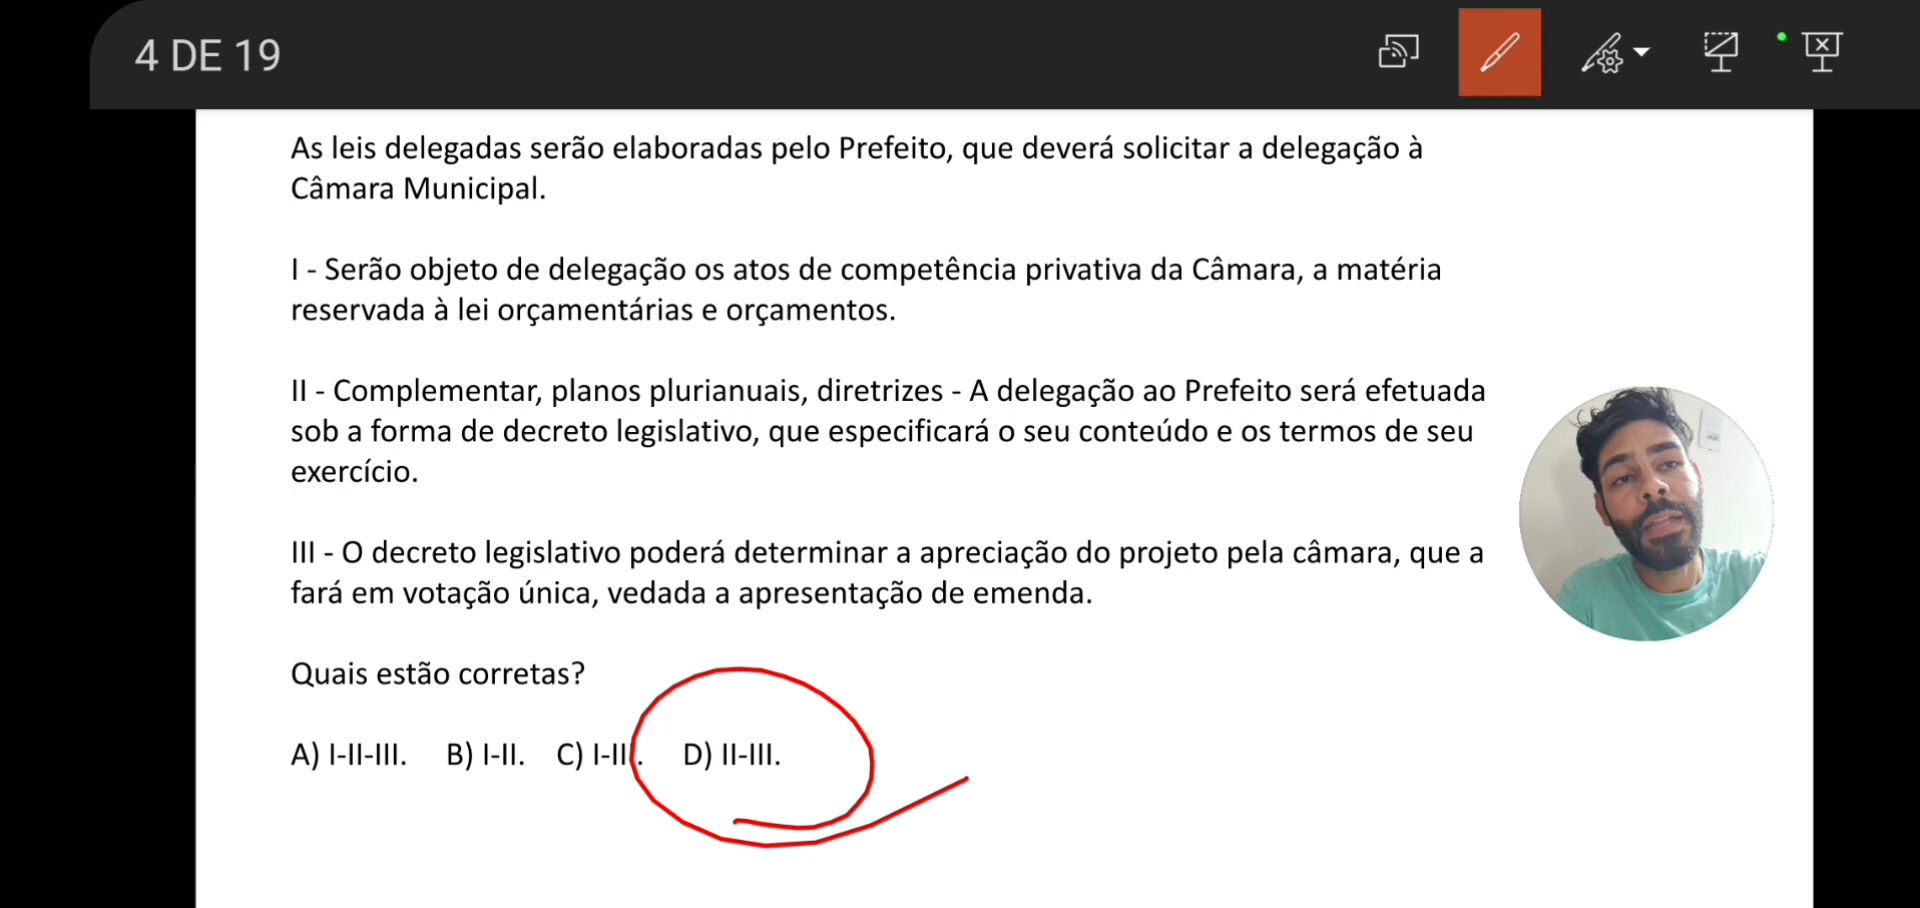 4 DE 19
As leis delegadas serão elaboradas pelo Prefeito, que deverá solicitar a delegação à
Câmara Municipal.
I - Serão objeto de delegação os atos de competência privativa da Câmara, a matéria
reservada à lei orçamentárias e orçamentos.
II - Complementar, planos plurianuais, diretrizes - A delegação ao Prefeito será efetuada
sob a forma de decreto legislativo, que especificará o seu conteúdo e os termos de seu
exercício.
III - O decreto legislativo poderá determinar a apreciação do projeto pela câmara, que a
fará em votação única, vedada a apresentação de emenda.
Quais estão corretas?
A) I-II-III. B) I-II. C) I-III. D) II-III.